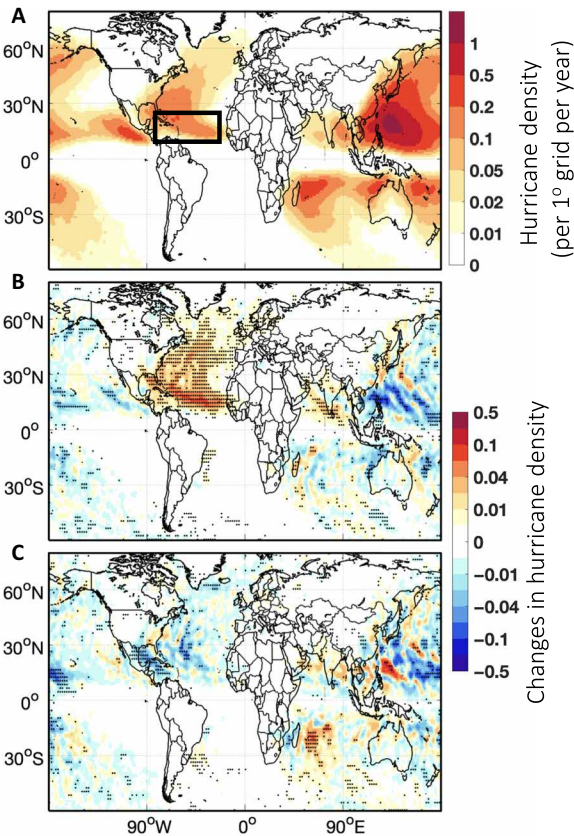 A
60°N
30°N
0°
30°S
1
0.5
0.2
0.1
0.05
0.02
0.01
0
Hurricane density
(per 1° grid per year)
B
60°N
30°N
0°
30°S
0.5
0.1
0.04
0.01
0
−0.01
−0.04
−0.1
−0.5
Changes in hurricane density
C
60°N
30°N
0°
30°S
90°W
0°
90°E